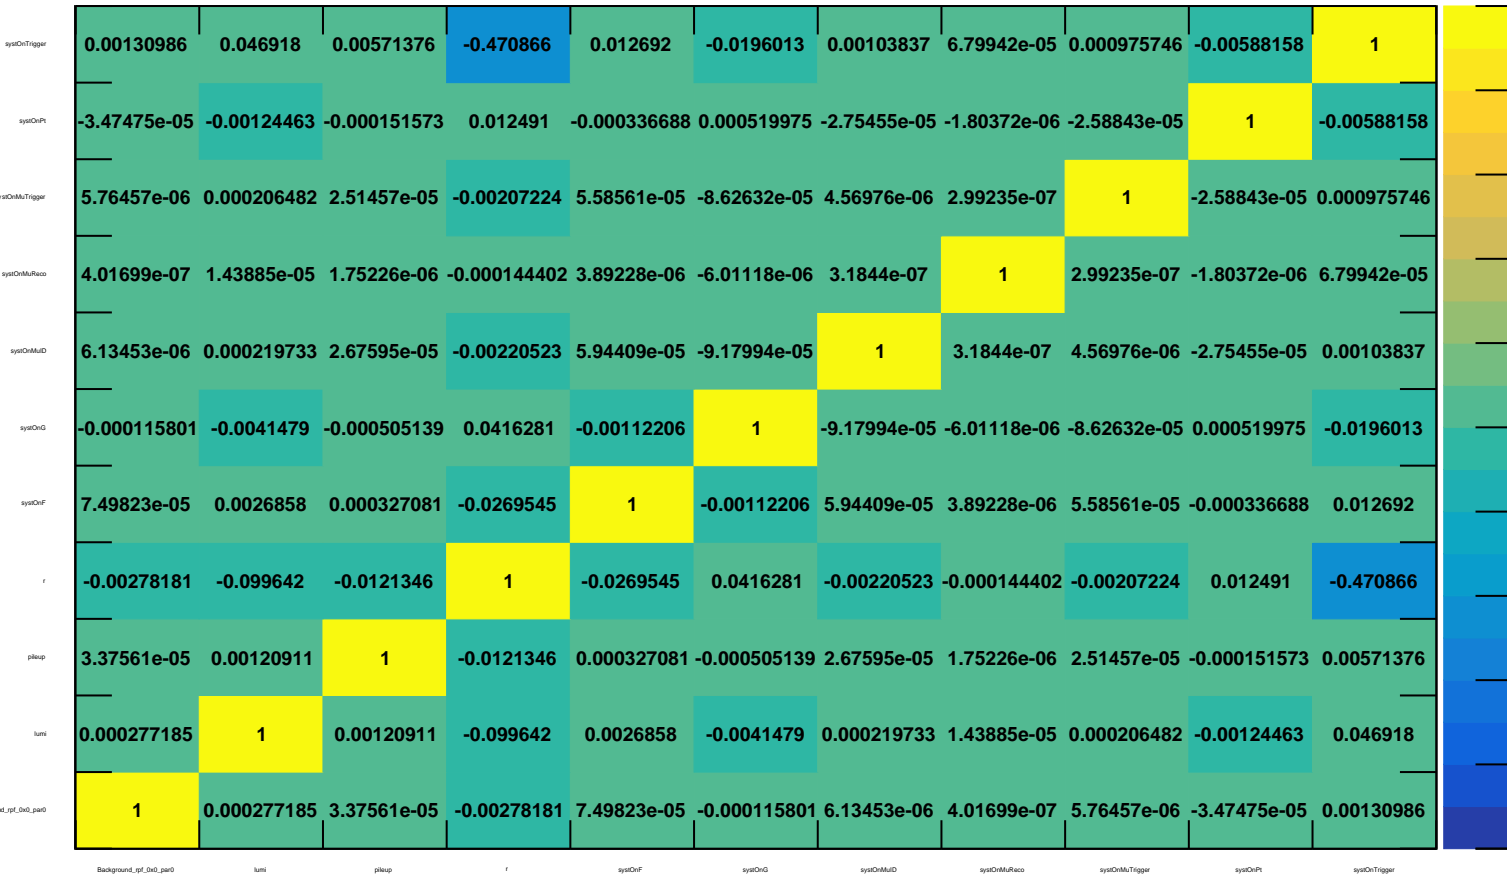 systOnTrigger 0.00130986 0.046918 0.00571376 -0.470866 0.012692 -0.0196013 0.00103837 6.79942e-05 0.000975746 -0.00588158 1
systOnPt -3.47475e-05 -0.00124463 -0.000151573 0.012491 -0.000336688 0.000519975 -2.75455e-05 -1.80372e-06 -2.58843e-05 1 -0.00588158
stOnMuTrigger 5.76457e-06 0.000206482 2.51457e-05 -0.00207224 5.58561e-05 -8.62632e-05 4.56976e-06 2.99235e-07 1 -2.58843e-05 0.000975746
systOnMuReco 4.01699e-07 1.43885e-05 1.75226e-06 -0.000144402 3.89228e-06 -6.01118e-06 3.1844e-07 1 2.99235e-07 -1.80372e-06 6.79942e-05
systOnMuID 6.13453e-06 0.000219733 2.67595e-05 -0.00220523 5.94409e-05 -9.17994e-05 1 3.1844e-07 4.56976e-06 -2.75455e-05 0.00103837
systOnG -0.000115801 -0.0041479 -0.000505139 0.0416281 -0.00112206 1 -9.17994e-05 -6.01118e-06 -8.62632e-05 0.000519975 -0.0196013
systOnF 7.49823e-05 0.0026858 0.000327081 -0.0269545 1 -0.00112206 5.94409e-05 3.89228e-06 5.58561e-05 -0.000336688 0.012692
r -0.00278181 -0.099642 -0.0121346 1 -0.0269545 0.0416281 -0.00220523 -0.000144402 -0.00207224 0.012491 -0.470866
pileup 3.37561e-05 0.00120911 1 -0.0121346 0.000327081 -0.000505139 2.67595e-05 1.75226e-06 2.51457e-05 -0.000151573 0.00571376
lumi 0.000277185 1 0.00120911 -0.099642 0.0026858 -0.0041479 0.000219733 1.43885e-05 0.000206482 -0.00124463 0.046918
d_rpf_0x0_par0 1 0.000277185 3.37561e-05 -0.00278181 7.49823e-05 -0.000115801 6.13453e-06 4.01699e-07 5.76457e-06 -3.47475e-05 0.00130986
Background_rpf_0x0_par0 lumi pileup r systOnF systOnG systOnMuID systOnMuReco systOnMuTrigger systOnPt systOnTrigger